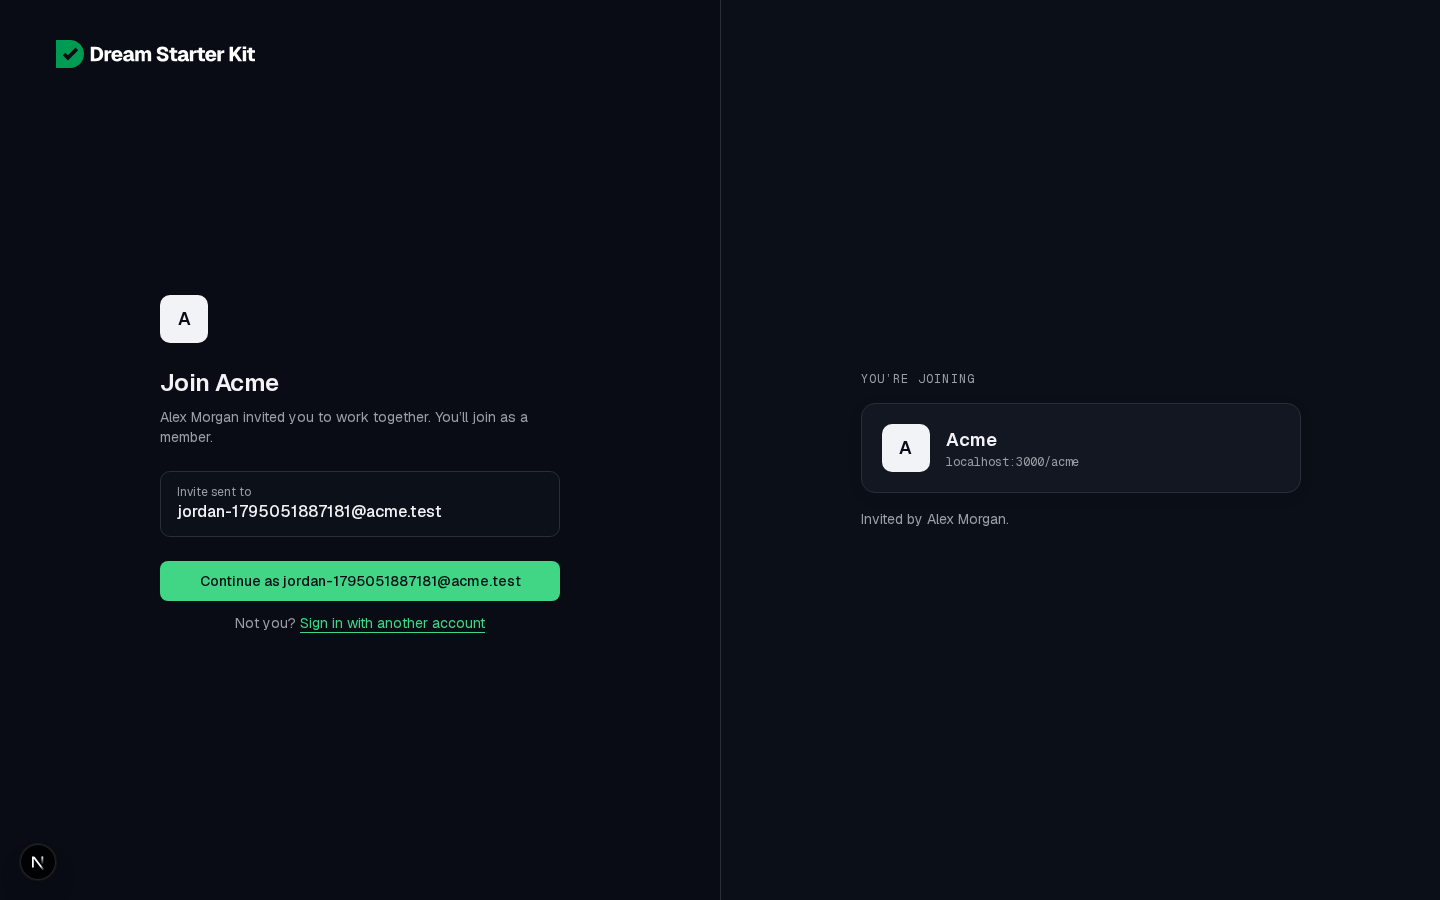 Dream Starter Kit
A
Join Acme
Alex Morgan invited you to work together. You'll join as a
member.
Invite sent to
jordan-1795051887181@acme.test
Continue as jordan-1795051887181@acme.test
Not you? Sign in with another account
YOU'RE JOINING
A
Acme
localhost:3000/acme
Invited by Alex Morgan.
N